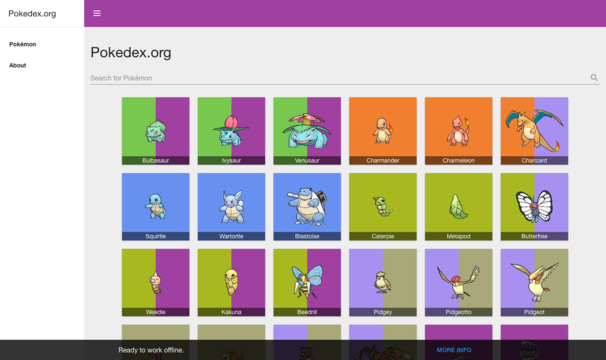 Pokedex.org
Pokémon
About
Pokedex.org
Search for Pokémon
Bulbasaur
Ivysaur
Venusaur
Charmander
Charmeleon
Charizard
Squirtle
Wartortle
Blastoise
Caterpie
Metapod
Butterfree
Weedle
Kakuna
Beedrill
Pidgey
Pidgeotto
Pidgeot
Ready to work offline.
MORE INFO